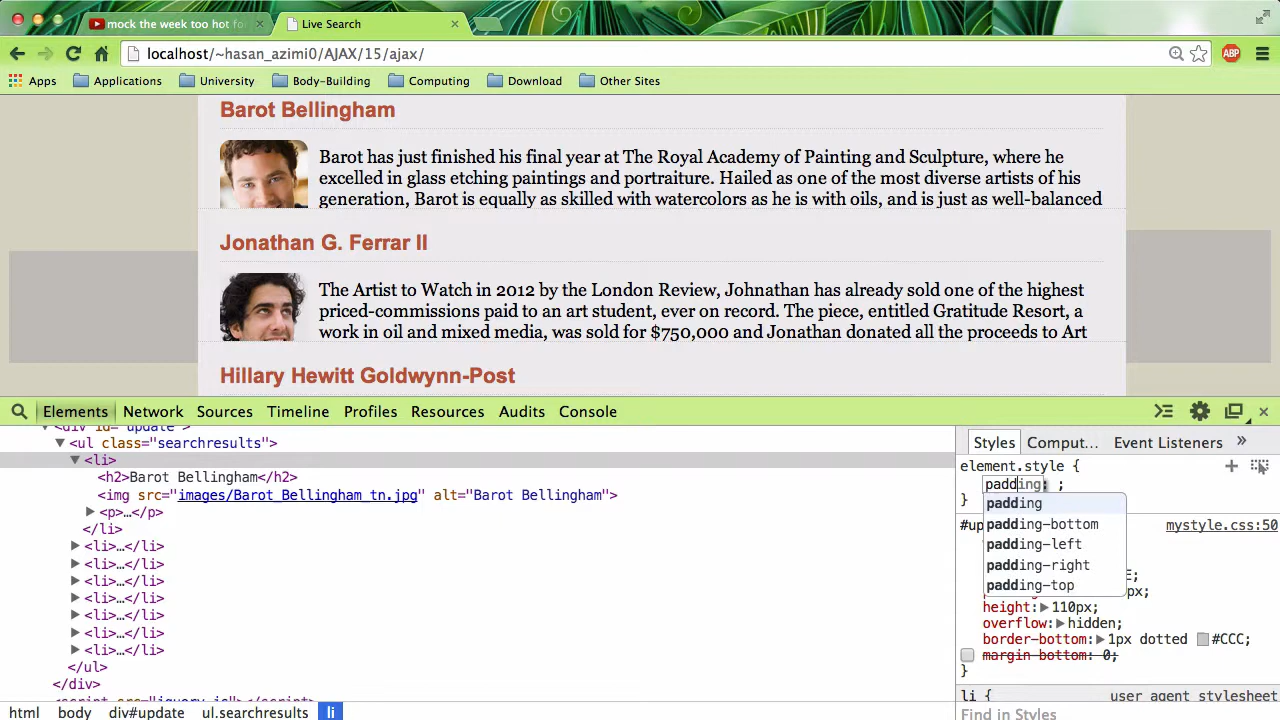 mock the week too hot fo
Live Search
localhost/~hasan_azimi0/AJAX/15/ajax/
ABP
Apps Applications University Body-Building Computing Download Other Sites
Barot Bellingham
Barot has just finished his final year at The Royal Academy of Painting and Sculpture, where he
excelled in glass etching paintings and portraiture. Hailed as one of the most diverse artists of his
generation, Barot is equally as skilled with watercolors as he is with oils, and is just as well-balanced
Jonathan G. Ferrar II
The Artist to Watch in 2012 by the London Review, Johnathan has already sold one of the highest
priced-commissions paid to an art student, ever on record. The piece, entitled Gratitude Resort, a
work in oil and mixed media, was sold for $750,000 and Jonathan donated all the proceeds to Art
Hillary Hewitt Goldwynn-Post
Elements Network Sources Timeline Profiles Resources Audits Console
<div id="update">
<ul class="searchresults">
<li>
<h2>Barot Bellingham</h2>
<img src="images/Barot_Bellingham_tn.jpg" alt="Barot Bellingham">
<p>…</p>
</li>
<li>…</li>
<li>…</li>
<li>…</li>
<li>…</li>
<li>…</li>
<li>…</li>
<li>…</li>
</ul>
</div>
<script src="jquery.js"></script>
html body div#update ul.searchresults li
Styles Comput… Event Listeners »
element.style {
padding: ;
}
padding
padding-bottom
padding-left
padding-right
padding-top
#up mystyle.css:50
E;
px;
height: 110px;
overflow: hidden;
border-bottom: 1px dotted #CCC;
margin-bottom: 0;
}
li { user agent stylesheet
Find in Styles